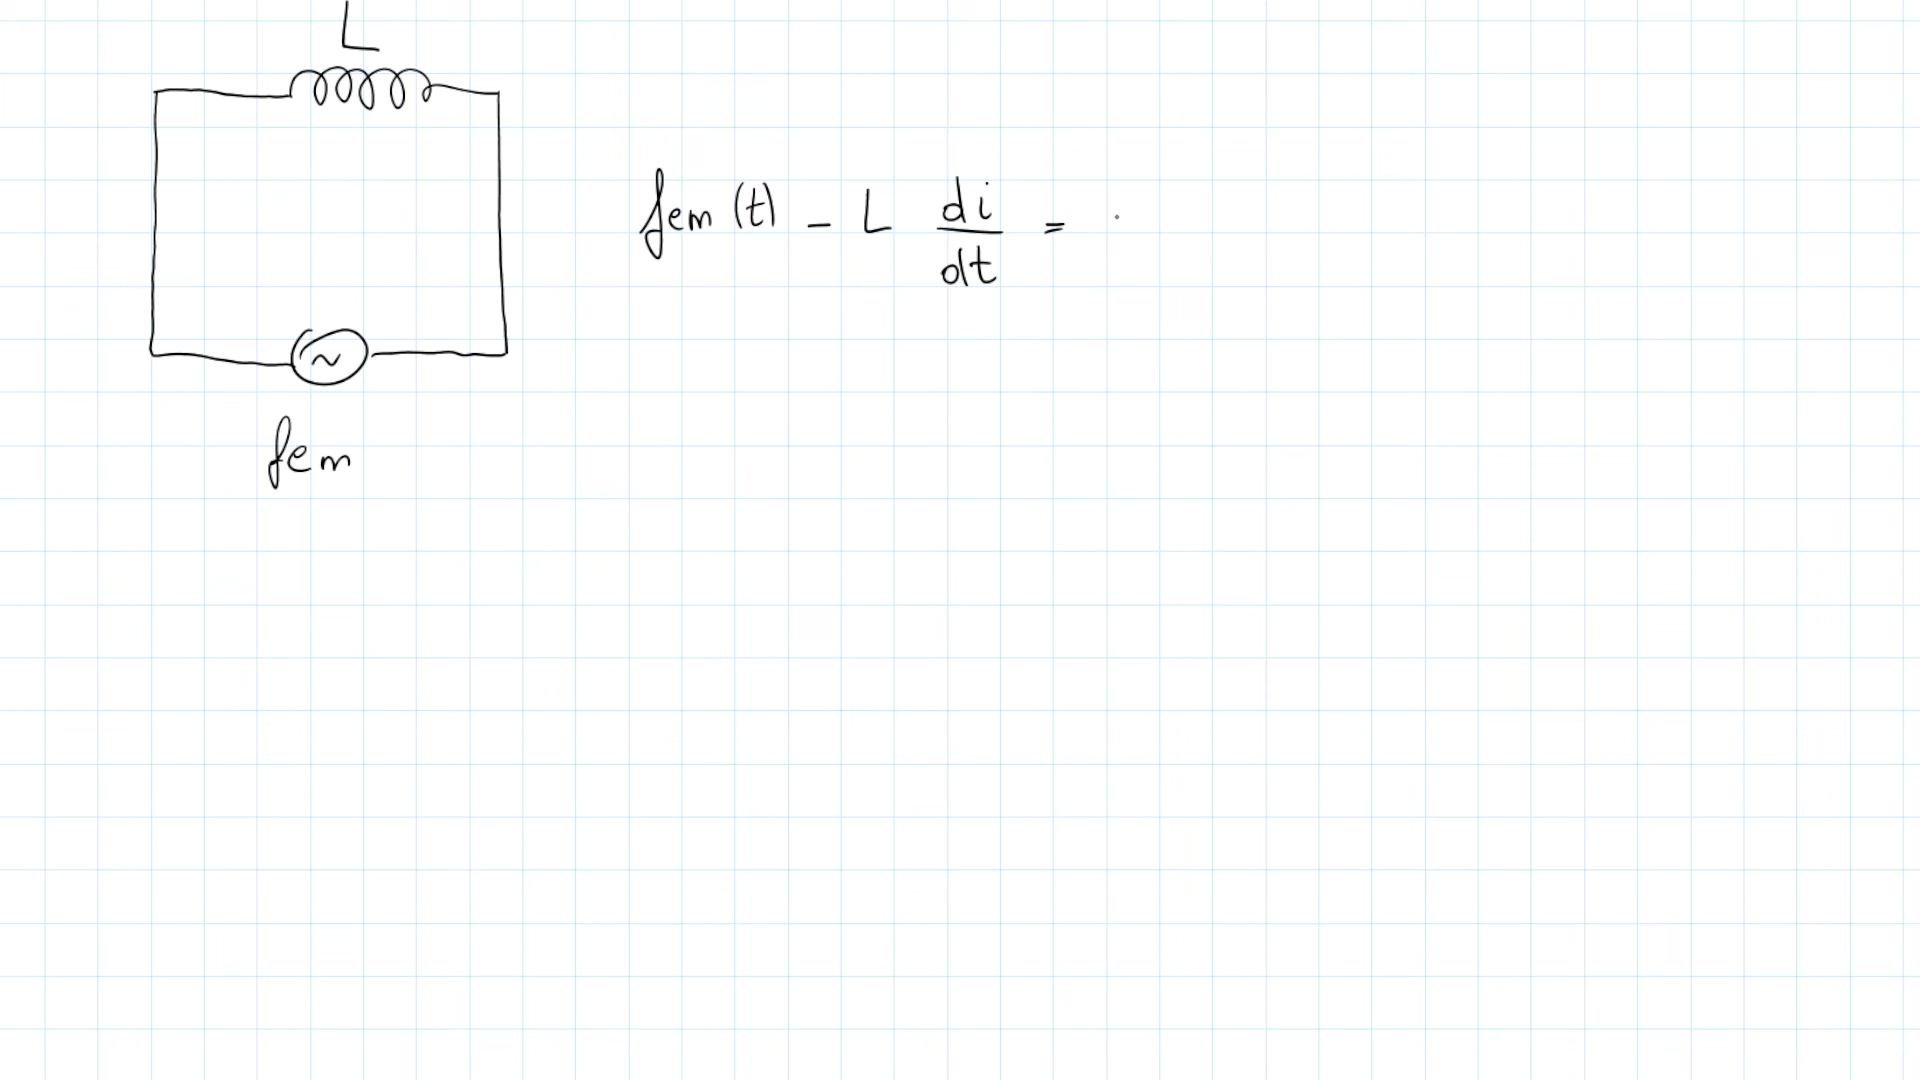 L
fem (t) - L di/dt =
~
fem